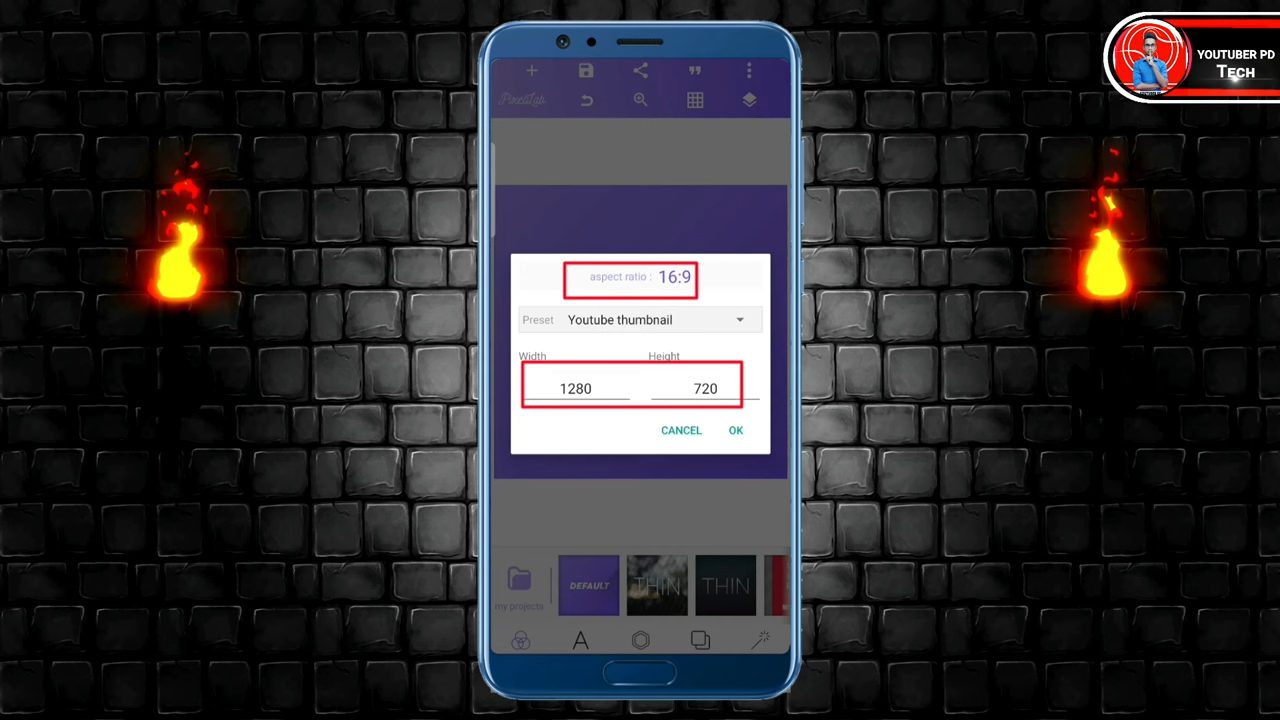 YOUTUBER PD
TECH
PixelLab
aspect ratio : 16:9
Preset Youtube thumbnail
Width Height
1280 720
CANCEL OK
my projects
DEFAULT
THIN
THIN
A